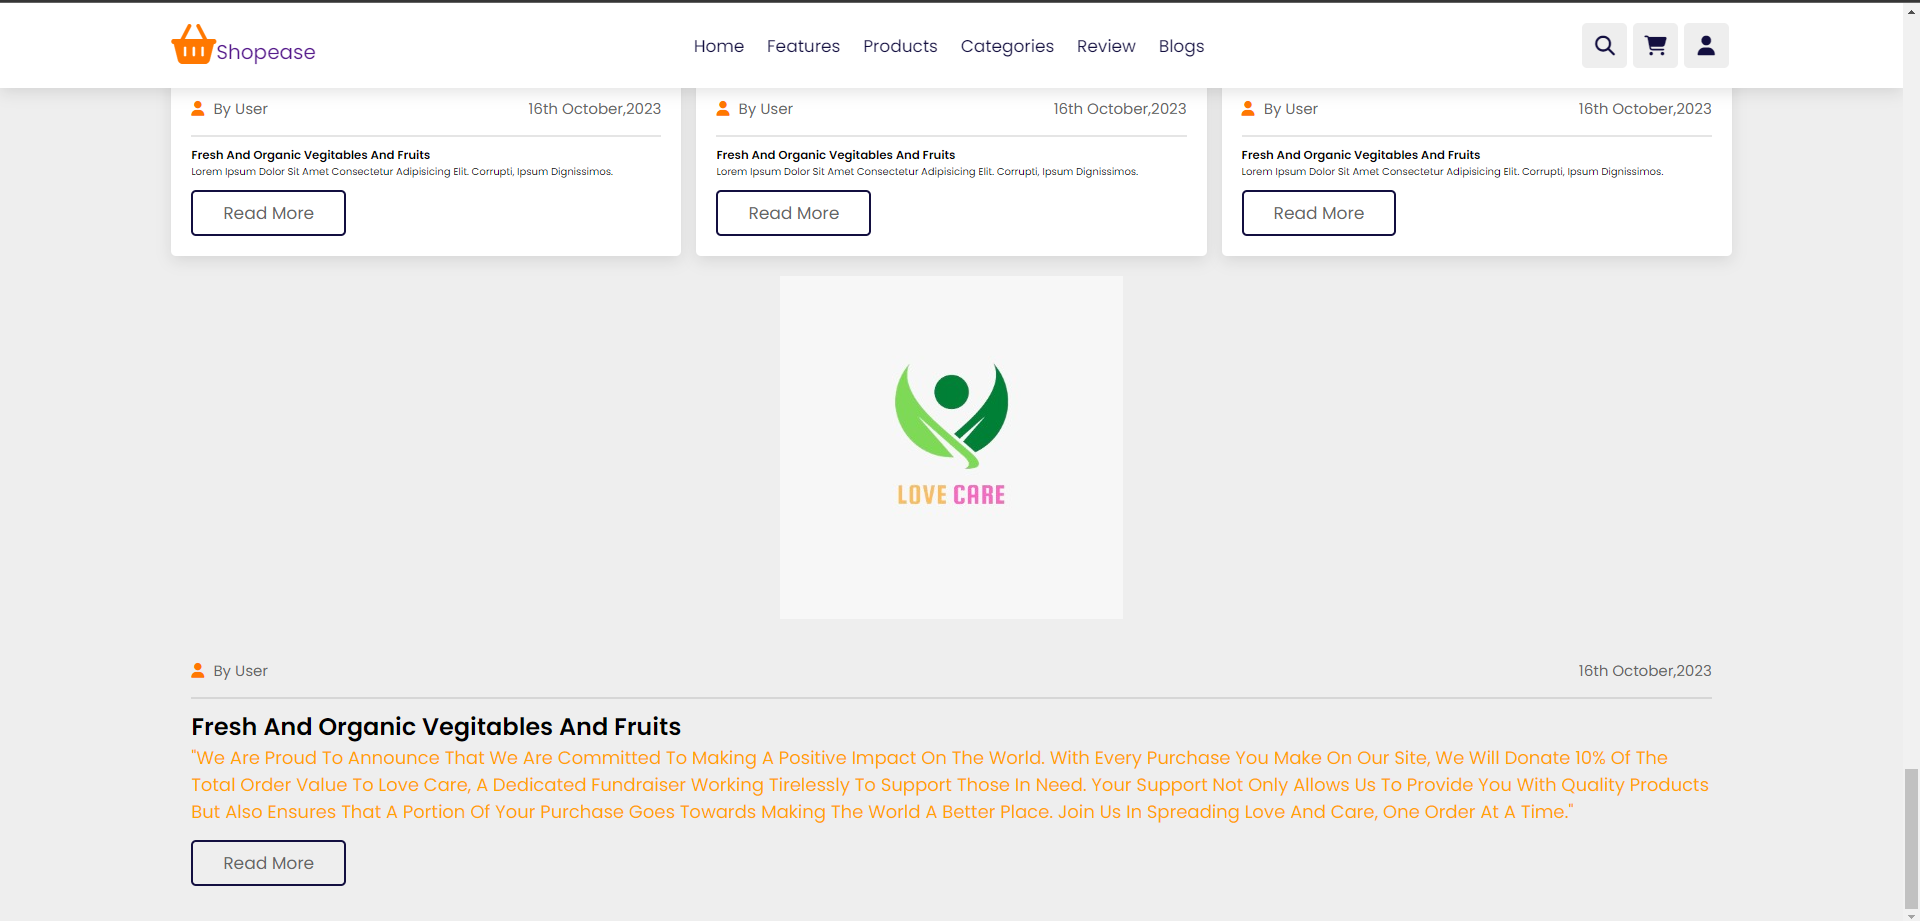 Shopease
Home Features Products Categories Review Blogs
By User 16th October,2023
Fresh And Organic Vegitables And Fruits
Lorem Ipsum Dolor Sit Amet Consectetur Adipisicing Elit. Corrupti, Ipsum Dignissimos.
Read More
By User 16th October,2023
Fresh And Organic Vegitables And Fruits
Lorem Ipsum Dolor Sit Amet Consectetur Adipisicing Elit. Corrupti, Ipsum Dignissimos.
Read More
By User 16th October,2023
Fresh And Organic Vegitables And Fruits
Lorem Ipsum Dolor Sit Amet Consectetur Adipisicing Elit. Corrupti, Ipsum Dignissimos.
Read More
LOVE CARE
By User 16th October,2023
Fresh And Organic Vegitables And Fruits
"We Are Proud To Announce That We Are Committed To Making A Positive Impact On The World. With Every Purchase You Make On Our Site, We Will Donate 10% Of The
Total Order Value To Love Care, A Dedicated Fundraiser Working Tirelessly To Support Those In Need. Your Support Not Only Allows Us To Provide You With Quality Products
But Also Ensures That A Portion Of Your Purchase Goes Towards Making The World A Better Place. Join Us In Spreading Love And Care, One Order At A Time."
Read More